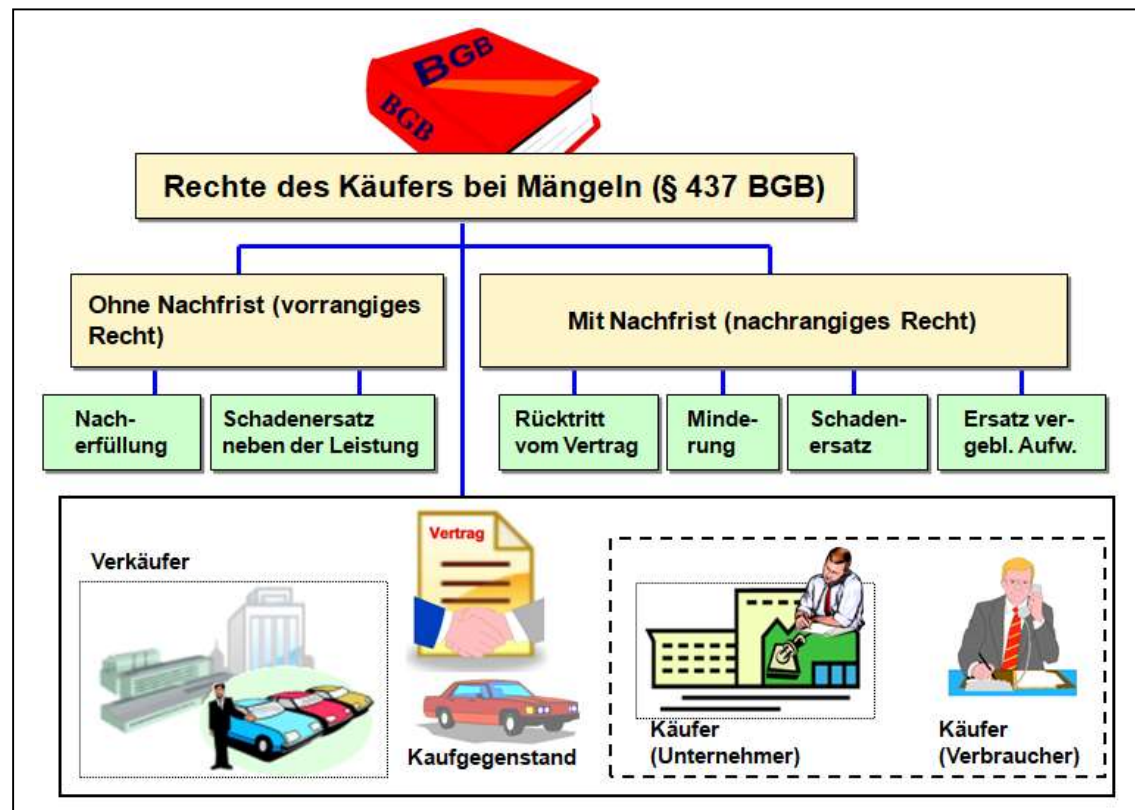 BGB
BGB
Rechte des Käufers bei Mängeln (§ 437 BGB)
Ohne Nachfrist (vorrangiges
Recht)
Mit Nachfrist (nachrangiges Recht)
Nach-
erfüllung
Schadenersatz
neben der Leistung
Rücktritt
vom Vertrag
Minde-
rung
Schaden-
ersatz
Ersatz ver-
gebl. Aufw.
Verkäufer
Vertrag
Kaufgegenstand
Käufer
(Unternehmer)
Käufer
(Verbraucher)